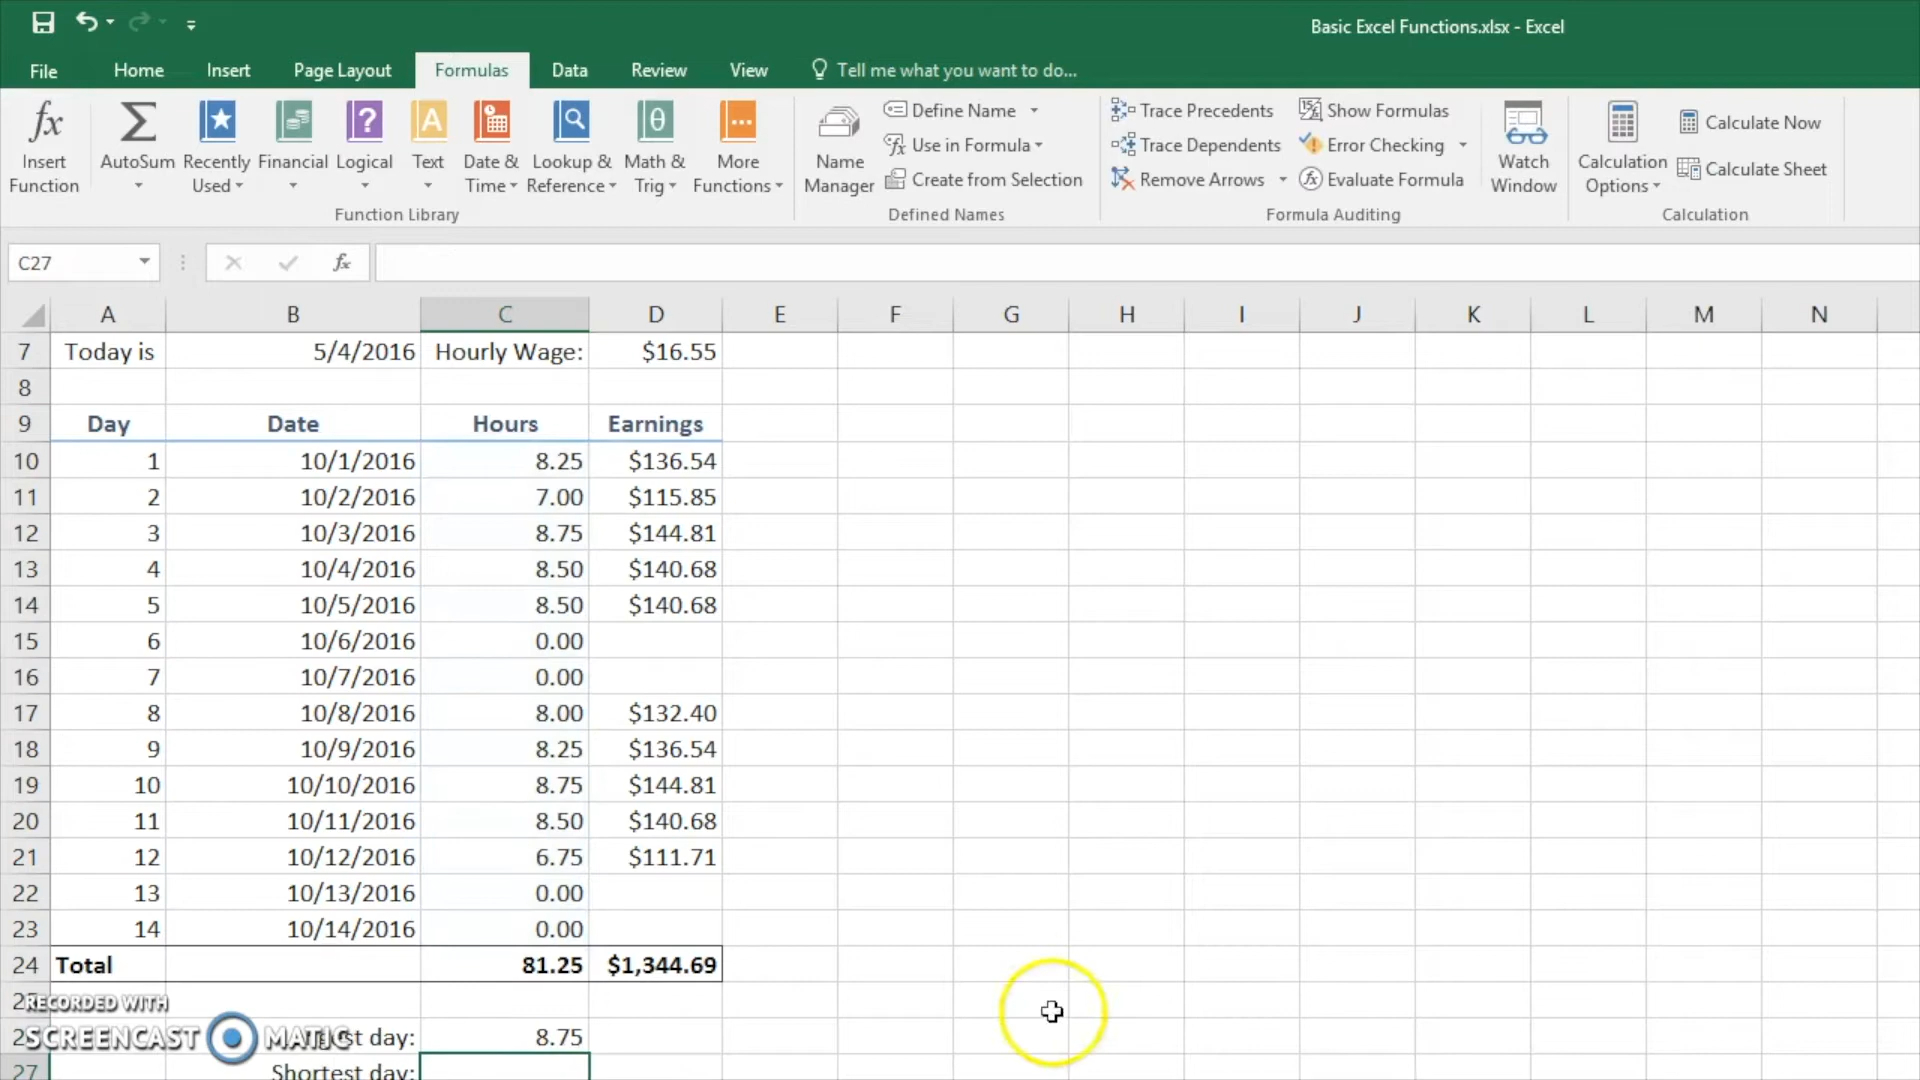 Basic Excel Functions.xlsx - Excel
File Home Insert Page Layout Formulas Data Review View Tell me what you want to do...
fx Insert Function
Σ AutoSum
Recently Used
Financial
Logical
Text
Date & Time
Lookup & Reference
Math & Trig
More Functions
Function Library
Name Manager
Define Name
Use in Formula
Create from Selection
Defined Names
Trace Precedents
Trace Dependents
Remove Arrows
Show Formulas
Error Checking
Evaluate Formula
Formula Auditing
Watch Window
Calculation Options
Calculate Now
Calculate Sheet
Calculation
C27 fx
A B C D E F G H I J K L M N
7 Today is 5/4/2016 Hourly Wage: $16.55
8
9 Day Date Hours Earnings
10 1 10/1/2016 8.25 $136.54
11 2 10/2/2016 7.00 $115.85
12 3 10/3/2016 8.75 $144.81
13 4 10/4/2016 8.50 $140.68
14 5 10/5/2016 8.50 $140.68
15 6 10/6/2016 0.00
16 7 10/7/2016 0.00
17 8 10/8/2016 8.00 $132.40
18 9 10/9/2016 8.25 $136.54
19 10 10/10/2016 8.75 $144.81
20 11 10/11/2016 8.50 $140.68
21 12 10/12/2016 6.75 $111.71
22 13 10/13/2016 0.00
23 14 10/14/2016 0.00
24 Total 81.25 $1,344.69
RECORDED WITH
SCREENCAST MATIC
day: 8.75
27 Shortest day: